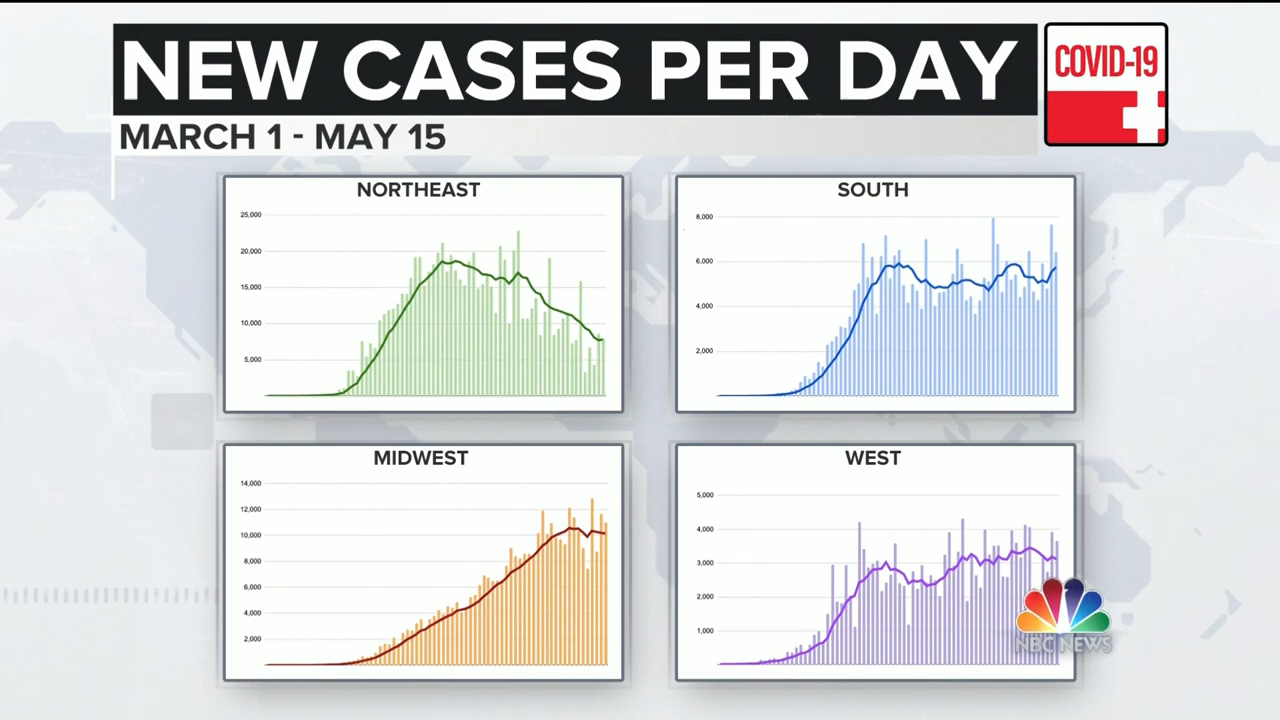 NEW CASES PER DAY
COVID-19
MARCH 1 - MAY 15
NORTHEAST
25,000
20,000
15,000
10,000
5,000
SOUTH
8,000
6,000
4,000
2,000
MIDWEST
14,000
12,000
10,000
8,000
6,000
4,000
2,000
WEST
5,000
4,000
3,000
2,000
1,000
NBC NEWS